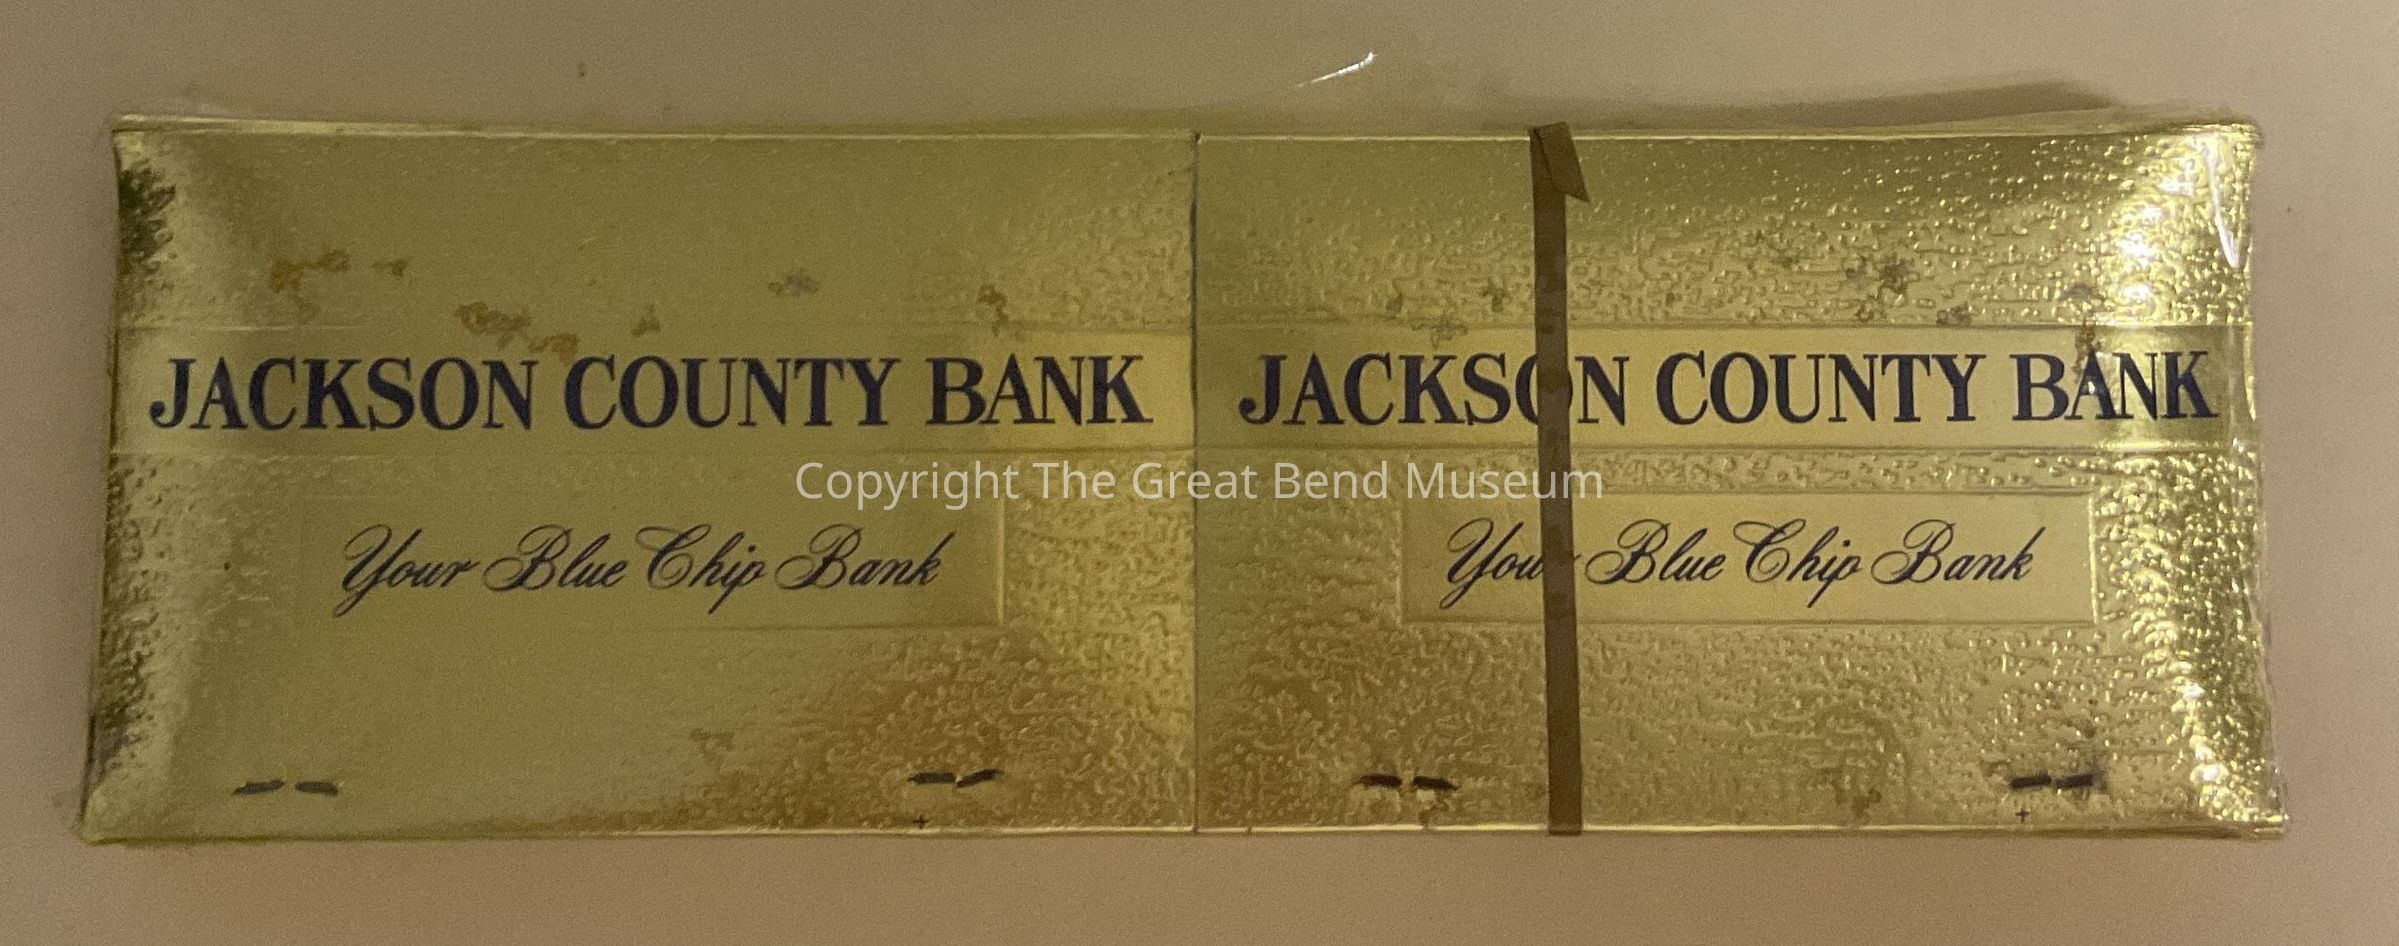 JACKSON COUNTY BANK
Your Blue Chip Bank
JACKSON COUNTY BANK
Your Blue Chip Bank
Copyright The Great Bend Museum